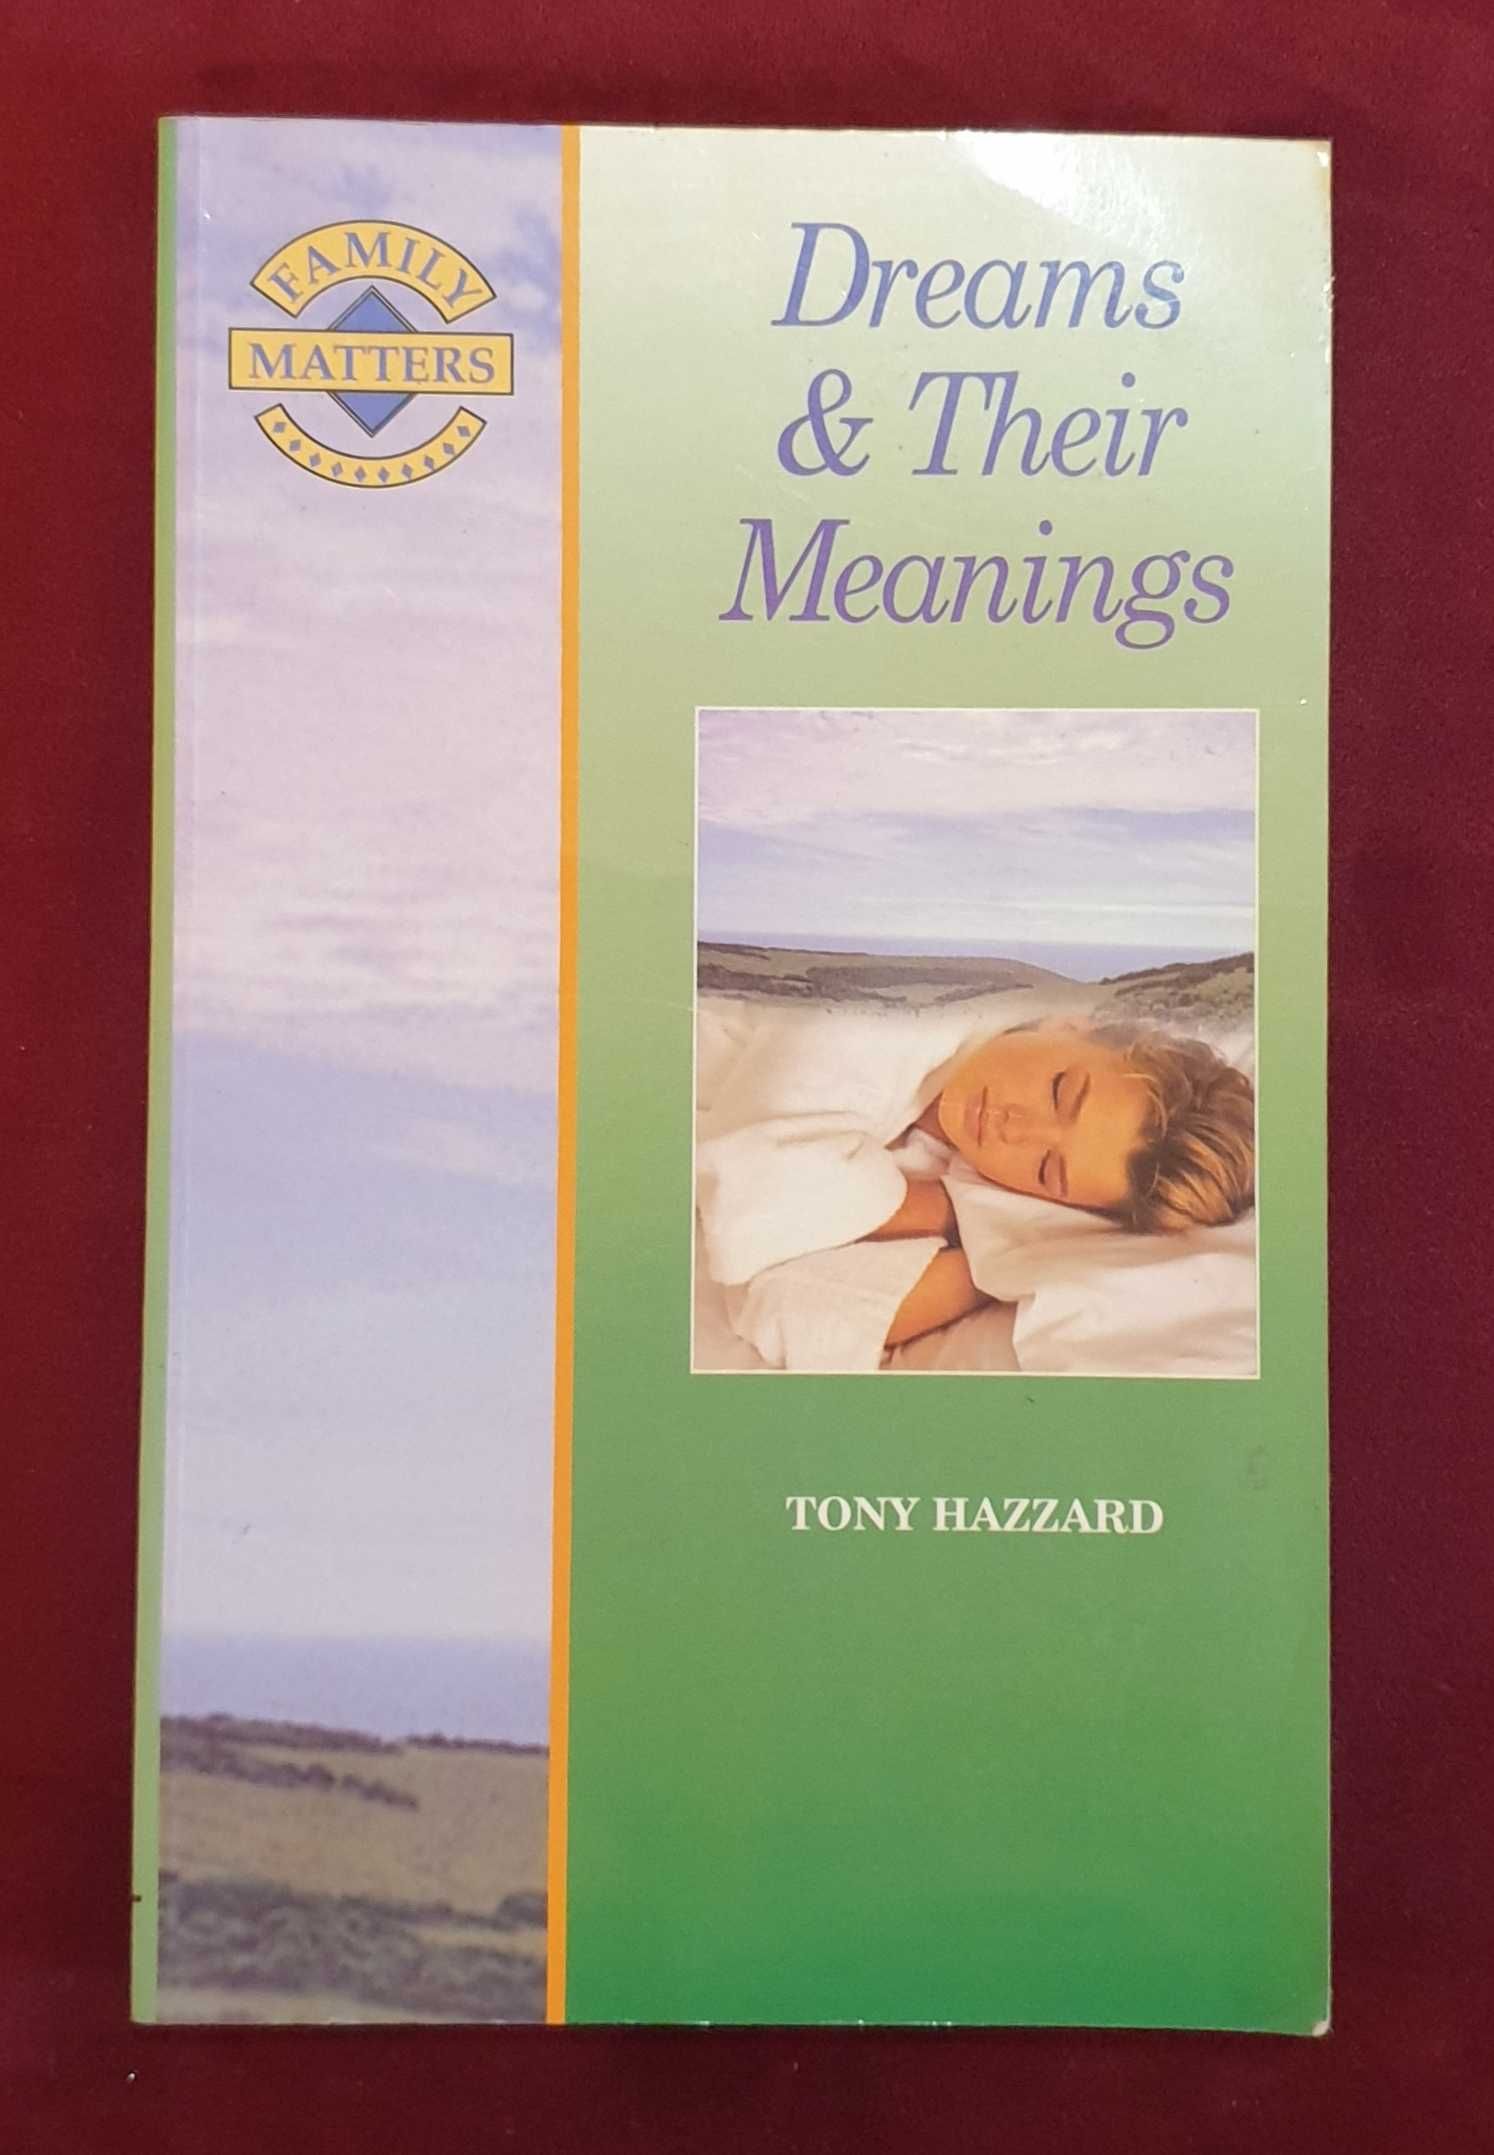 FAMILY
MATTERS
Dreams
& Their
Meanings
TONY HAZZARD